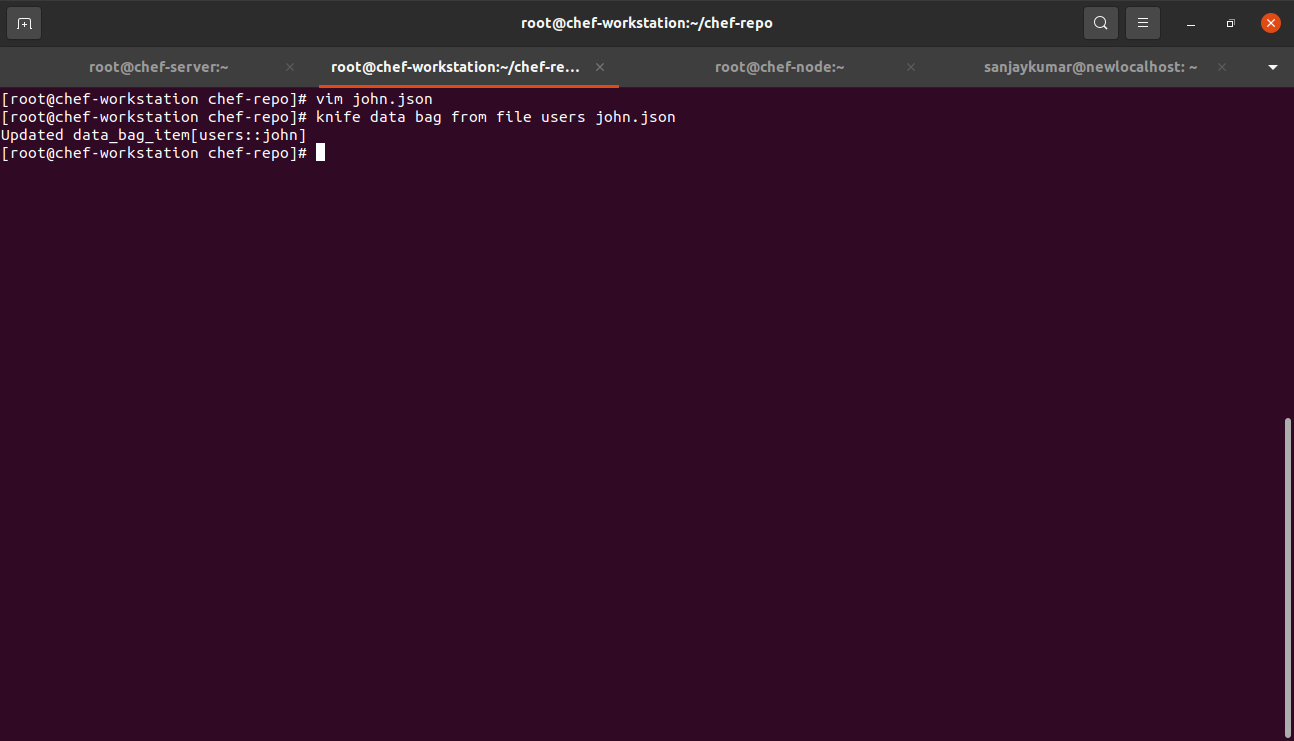 root@chef-workstation:~/chef-repo
root@chef-server:~
root@chef-workstation:~/chef-re...
root@chef-node:~
sanjaykumar@newlocalhost: ~
[root@chef-workstation chef-repo]# vim john.json
[root@chef-workstation chef-repo]# knife data bag from file users john.json
Updated data_bag_item[users::john]
[root@chef-workstation chef-repo]#